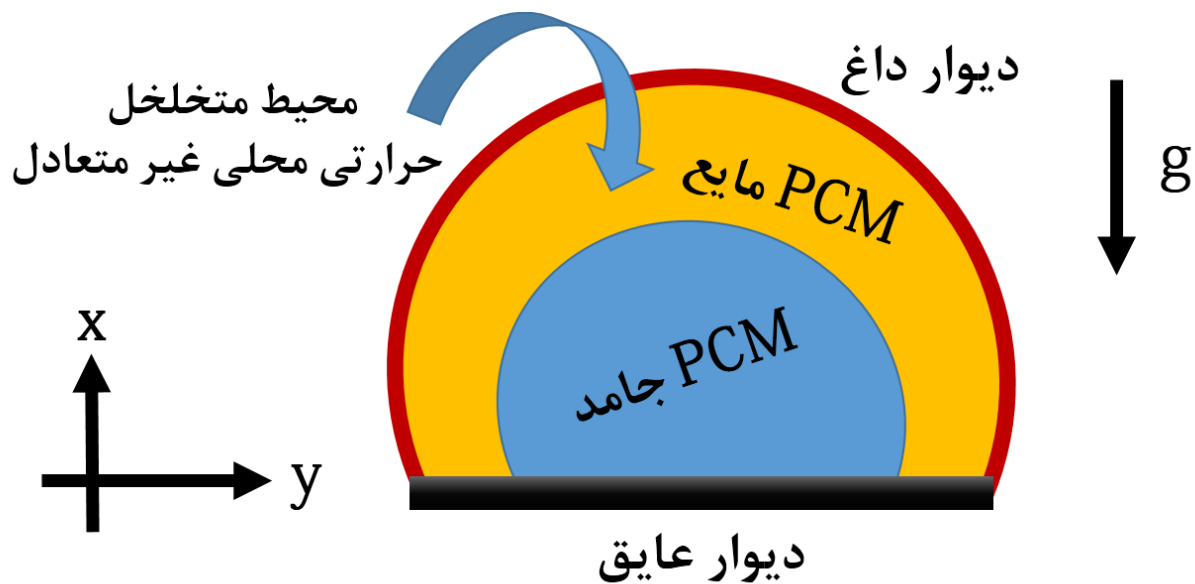 دیوار داغ
محیط متخلخل
حرارتی محلی غیر متعادل
g
PCM مایع
PCM جامد
x
y
دیوار عایق